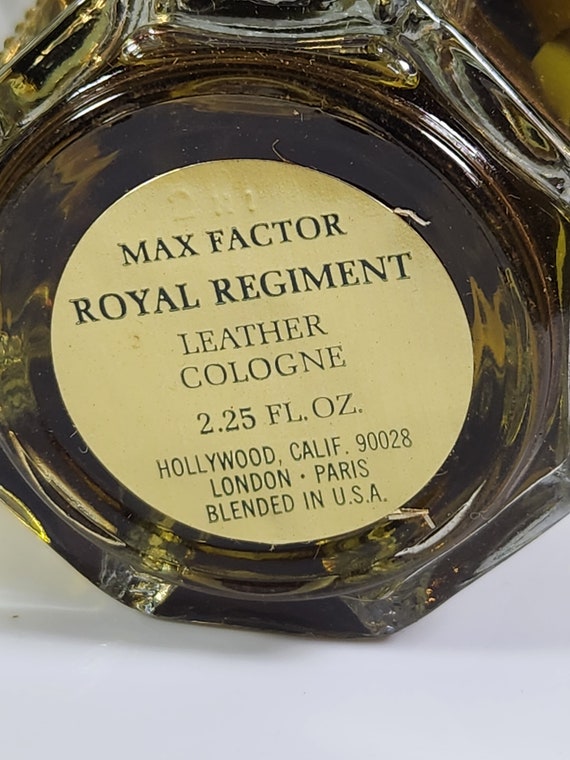 MAX FACTOR
ROYAL REGIMENT
LEATHER
COLOGNE
2.25 FL. OZ.
HOLLYWOOD, CALIF. 90028
LONDON · PARIS
BLENDED IN U.S.A.